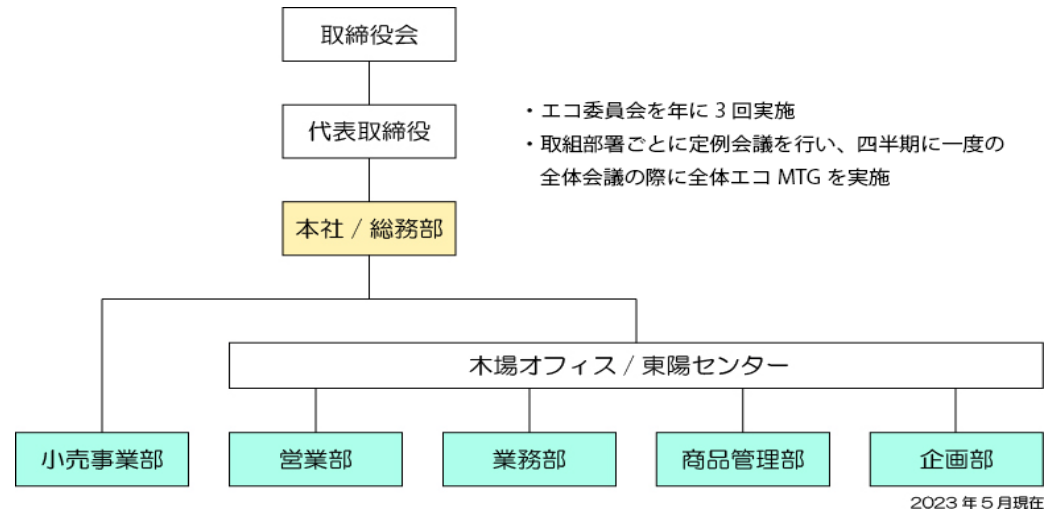 取締役会
代表取締役
・エコ委員会を年に 3 回実施
・取組部署ごとに定例会議を行い、四半期に一度の
全体会議の際に全体エコ MTG を実施
本社 / 総務部
木場オフィス / 東陽センター
小売事業部
営業部
業務部
商品管理部
企画部
2023 年 5 月現在